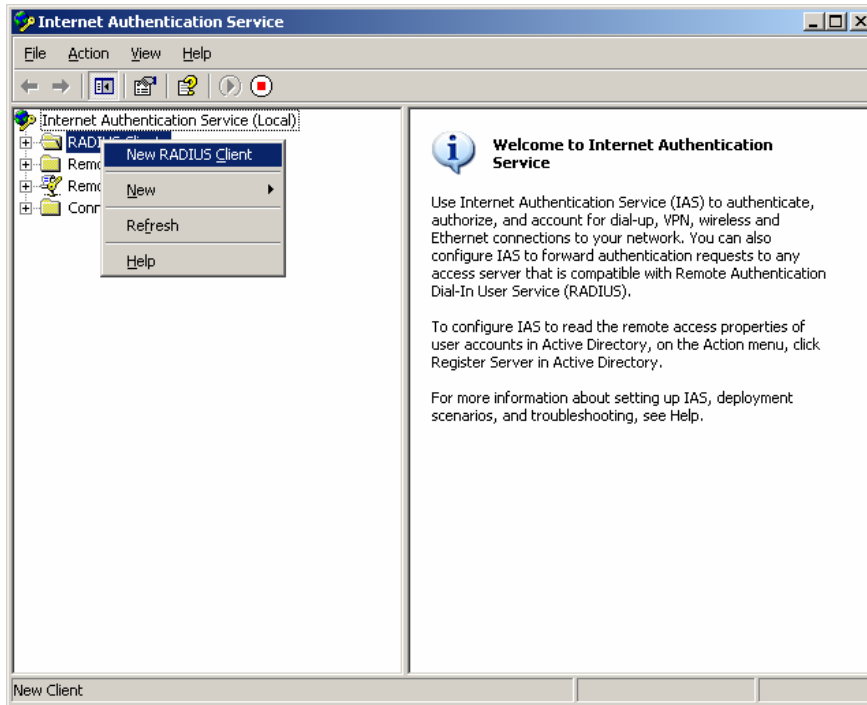 Internet Authentication Service
File Action View Help
Internet Authentication Service (Local)
New RADIUS Client
New
Refresh
Help
Welcome to Internet Authentication
Service
Use Internet Authentication Service (IAS) to authenticate,
authorize, and account for dial-up, VPN, wireless and
Ethernet connections to your network. You can also
configure IAS to forward authentication requests to any
access server that is compatible with Remote Authentication
Dial-In User Service (RADIUS).
To configure IAS to read the remote access properties of
user accounts in Active Directory, on the Action menu, click
Register Server in Active Directory.
For more information about setting up IAS, deployment
scenarios, and troubleshooting, see Help.
New Client